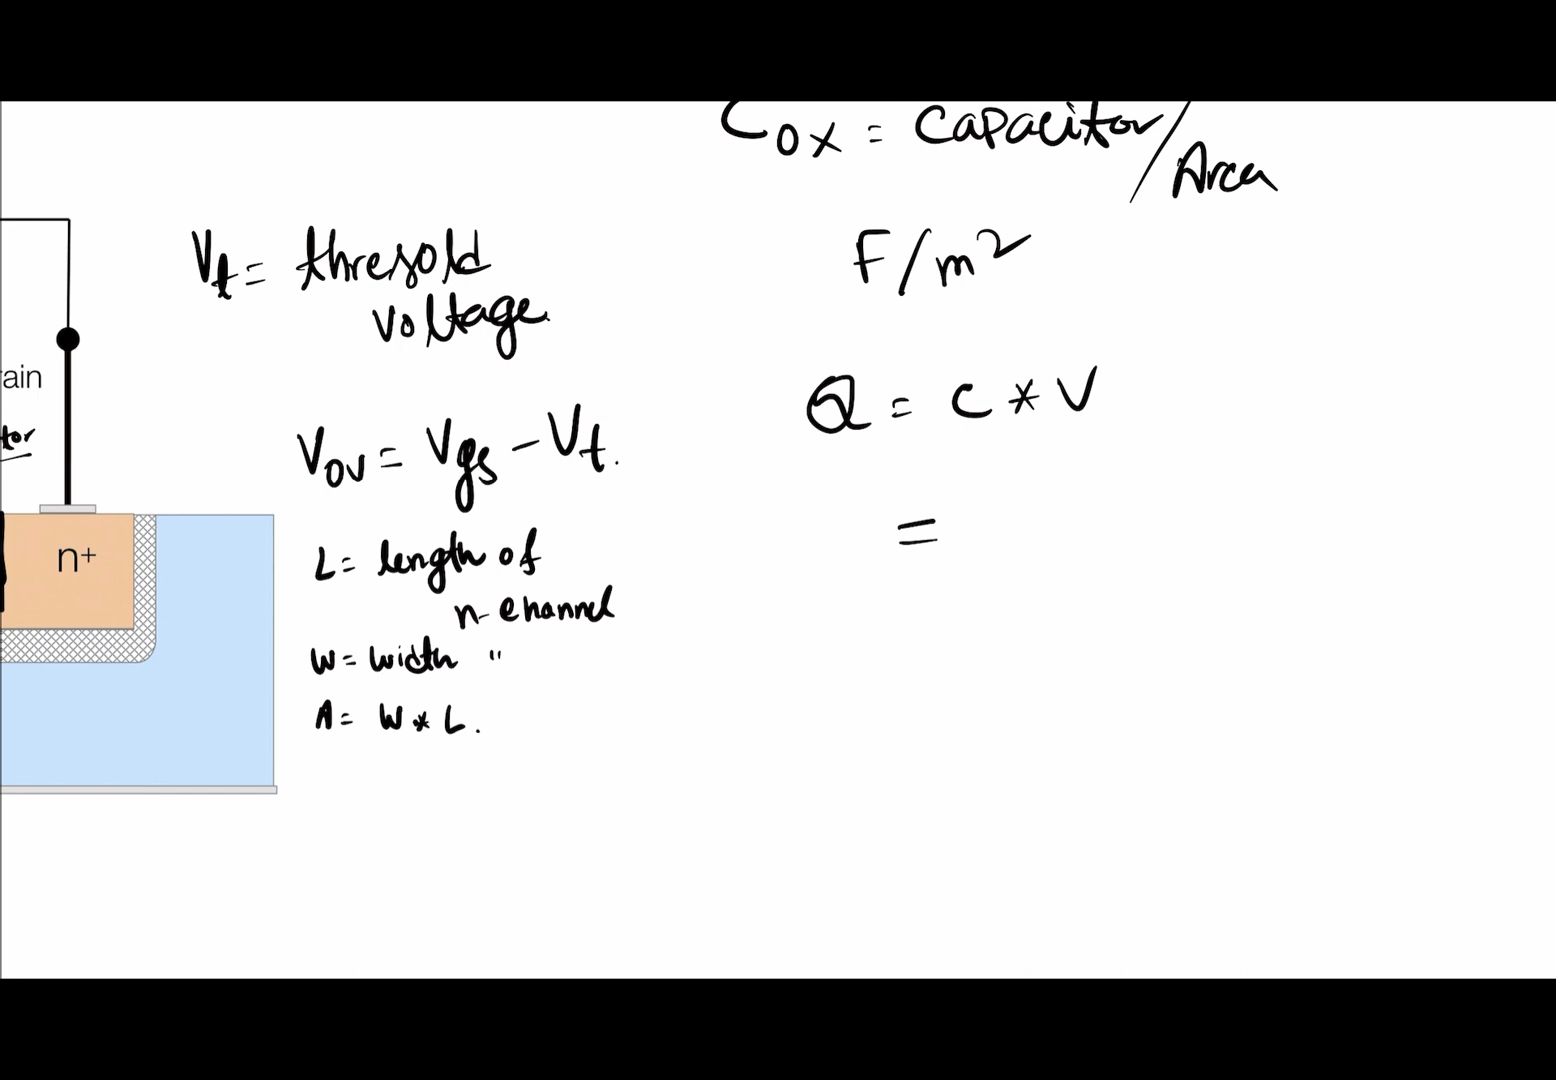 Cox = Capacitor/Area
Vt = thresold
voltage
F/m²
ain
tor
Q = C * V
Vov = Vgs - Vt.
=
n+
L = length of
n-channel
W = width "
A = W * L.